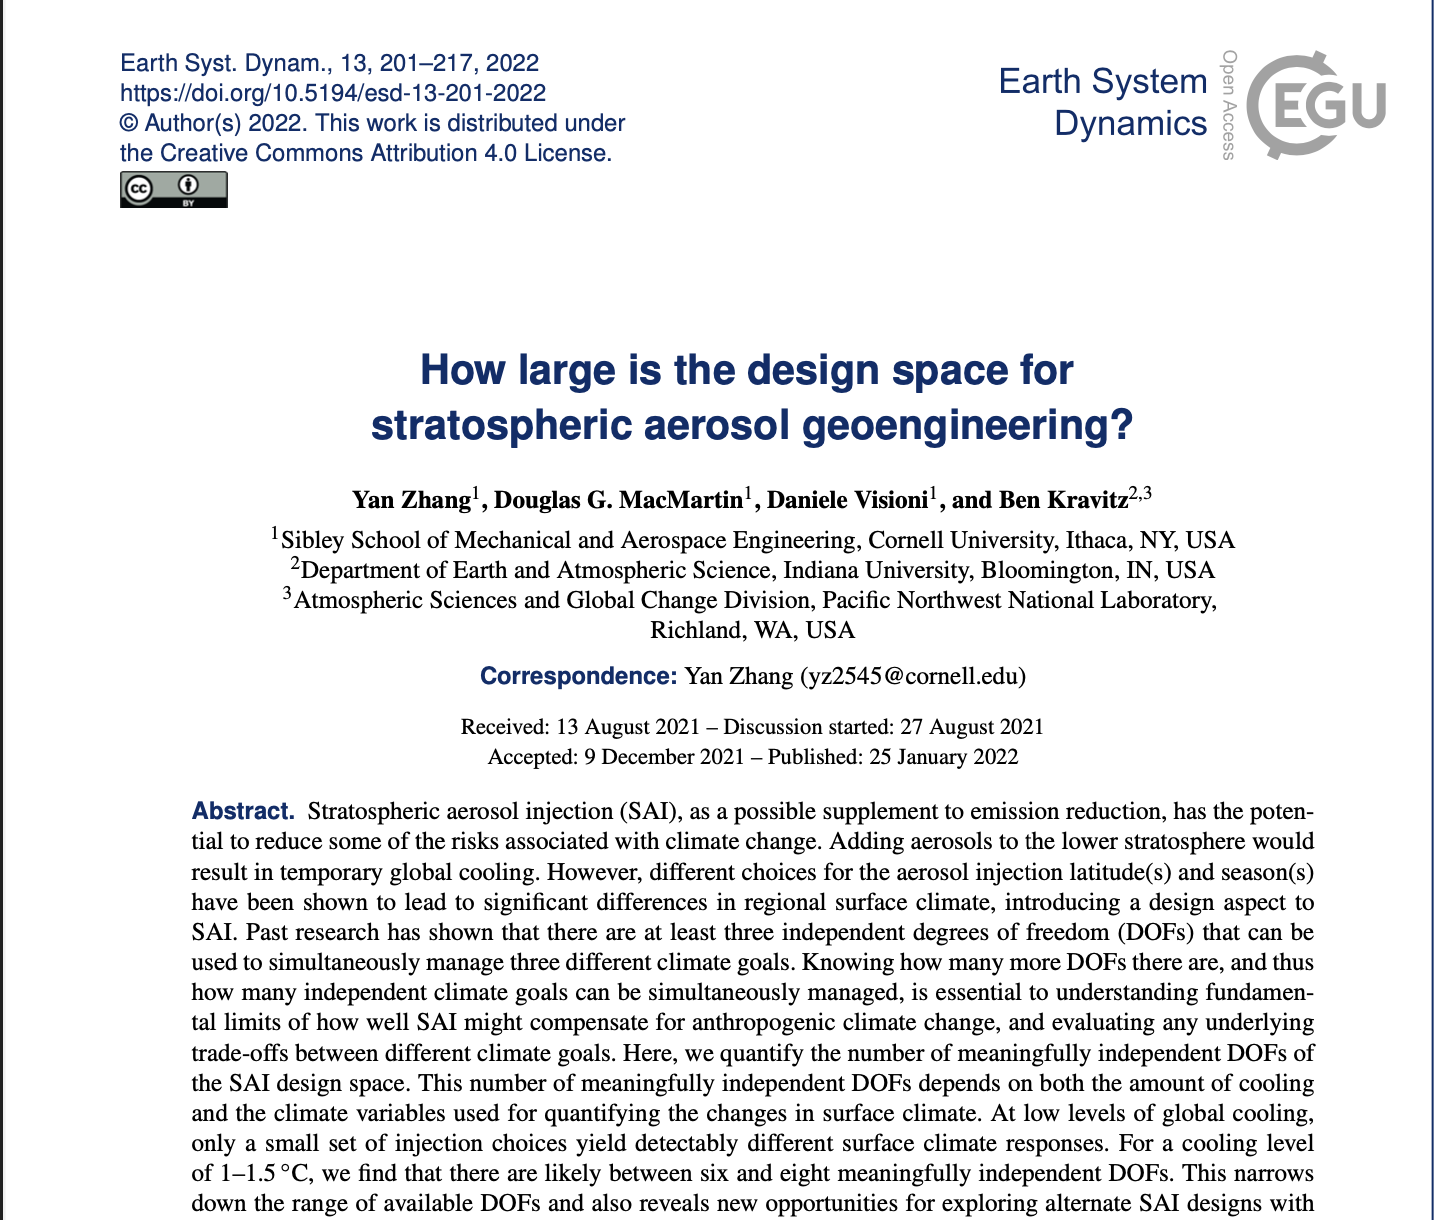 Earth Syst. Dynam., 13, 201–217, 2022
https://doi.org/10.5194/esd-13-201-2022
© Author(s) 2022. This work is distributed under
the Creative Commons Attribution 4.0 License.
cc
BY
Earth System
Dynamics
Open Access
EGU
How large is the design space for
stratospheric aerosol geoengineering?
Yan Zhang1, Douglas G. MacMartin1, Daniele Visioni1, and Ben Kravitz2,3
1Sibley School of Mechanical and Aerospace Engineering, Cornell University, Ithaca, NY, USA
2Department of Earth and Atmospheric Science, Indiana University, Bloomington, IN, USA
3Atmospheric Sciences and Global Change Division, Pacific Northwest National Laboratory,
Richland, WA, USA
Correspondence: Yan Zhang (yz2545@cornell.edu)
Received: 13 August 2021 – Discussion started: 27 August 2021
Accepted: 9 December 2021 – Published: 25 January 2022
Abstract. Stratospheric aerosol injection (SAI), as a possible supplement to emission reduction, has the poten-
tial to reduce some of the risks associated with climate change. Adding aerosols to the lower stratosphere would
result in temporary global cooling. However, different choices for the aerosol injection latitude(s) and season(s)
have been shown to lead to significant differences in regional surface climate, introducing a design aspect to
SAI. Past research has shown that there are at least three independent degrees of freedom (DOFs) that can be
used to simultaneously manage three different climate goals. Knowing how many more DOFs there are, and thus
how many independent climate goals can be simultaneously managed, is essential to understanding fundamen-
tal limits of how well SAI might compensate for anthropogenic climate change, and evaluating any underlying
trade-offs between different climate goals. Here, we quantify the number of meaningfully independent DOFs of
the SAI design space. This number of meaningfully independent DOFs depends on both the amount of cooling
and the climate variables used for quantifying the changes in surface climate. At low levels of global cooling,
only a small set of injection choices yield detectably different surface climate responses. For a cooling level
of 1–1.5 °C, we find that there are likely between six and eight meaningfully independent DOFs. This narrows
down the range of available DOFs and also reveals new opportunities for exploring alternate SAI designs with